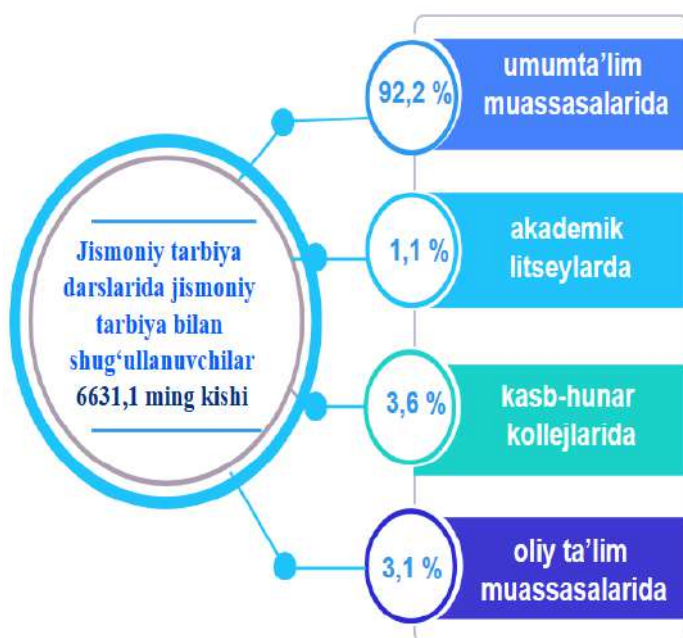 Jismoniy tarbiya
darslarida jismoniy
tarbiya bilan
shug‘ullanuvchilar
6631,1 ming kishi
92,2 %
umumta’lim
muassasalarida
1,1 %
akademik
litseylarda
3,6 %
kasb-hunar
kollejlarida
3,1 %
oliy ta’lim
muassasalarida